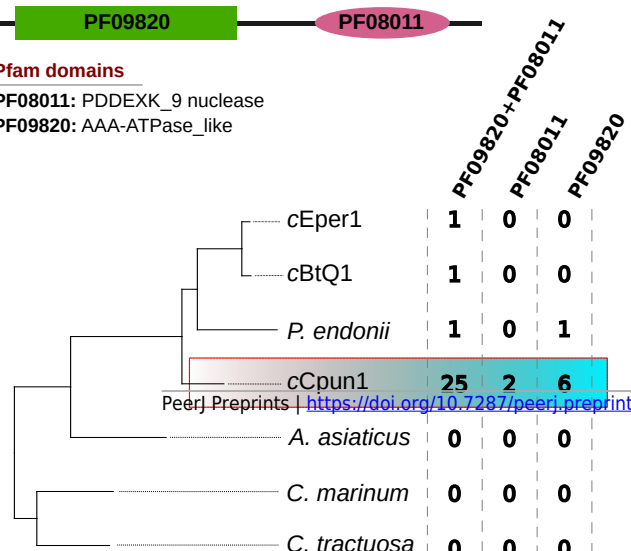 PF09820 PF08011
Pfam domains
PF08011: PDDEXK_9 nuclease
PF09820: AAA-ATPase_like
PF09820+PF08011 PF08011 PF09820
cEper1 1 0 0
cBtQ1 1 0 0
P. endonii 1 0 1
cCpun1 25 2 6
PeerJ Preprints | https://doi.org/10.7287/peerj.preprint
A. asiaticus 0 0 0
C. marinum 0 0 0
C. tractuosa 0 0 0